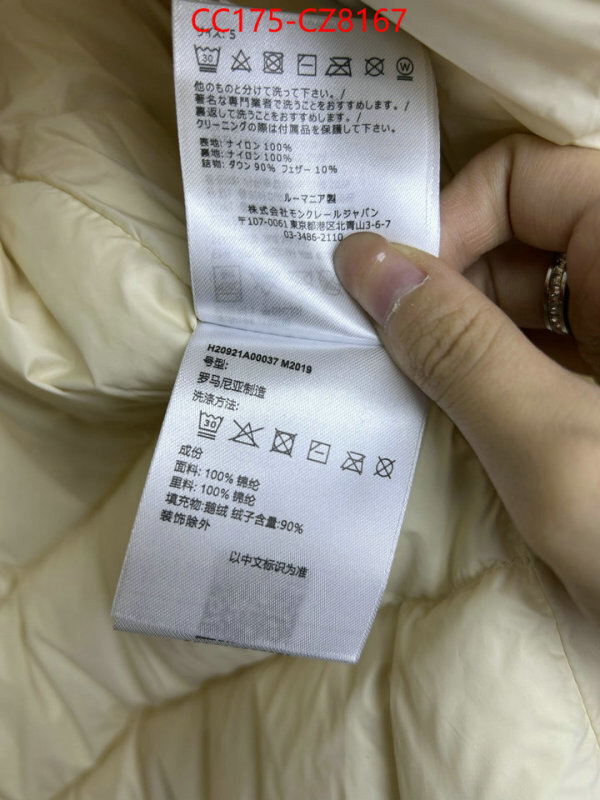 CC175-CZ8167
サイズ: S
30
W
他のものと分けて洗って下さい。/
著名な専門業者で洗うことをおすすめします。/
裏返して洗うことをおすすめします。/
クリーニングの際は付属品を保護して下さい。
表地: ナイロン 100%
裏地: ナイロン 100%
詰物: ダウン 90% フェザー 10%
ルーマニア製
株式会社モンクレールジャパン
〒107-0061 東京都港区北青山3-6-7
03-3486-2110
H20921A00037 M2019
号型:
罗马尼亚制造
洗涤方法:
30
成份
面料: 100% 锦纶
里料: 100% 锦纶
填充物: 鹅绒 绒子含量:90%
装饰除外
以中文标识为准